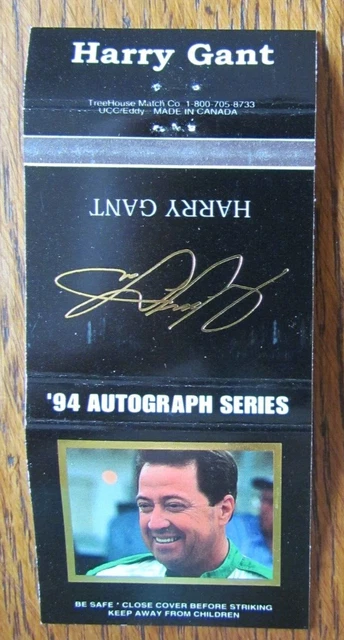 Harry Gant
TreeHouse Match Co. 1-800-705-8733
UCC/Eddy MADE IN CANADA
HARRY GANT
'94 AUTOGRAPH SERIES
BE SAFE * CLOSE COVER BEFORE STRIKING
KEEP AWAY FROM CHILDREN